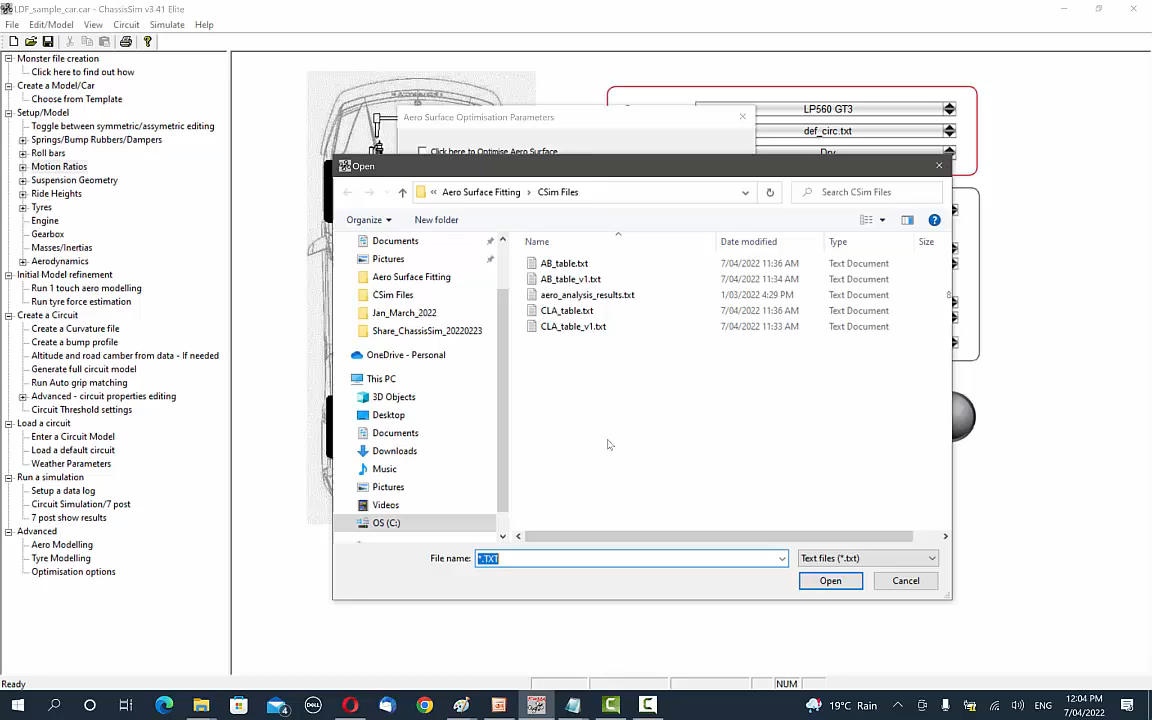 LDF_sample_car.car - ChassisSim v3.41 Elite
File Edit/Model View Circuit Simulate Help
Monster file creation
Click here to find out how
Create a Model/Car
Choose from Template
Setup/Model
Toggle between symmetric/assymetric editing
Springs/Bump Rubbers/Dampers
Roll bars
Motion Ratios
Suspension Geometry
Ride Heights
Tyres
Engine
Gearbox
Masses/Inertias
Aerodynamics
Initial Model refinement
Run 1 touch aero modelling
Run tyre force estimation
Create a Circuit
Create a Curvature file
Create a bump profile
Altitude and road camber from data - If needed
Generate full circuit model
Run Auto grip matching
Advanced - circuit properties editing
Circuit Threshold settings
Load a circuit
Enter a Circuit Model
Load a default circuit
Weather Parameters
Run a simulation
Setup a data log
Circuit Simulation/7 post
7 post show results
Advanced
Aero Modelling
Tyre Modelling
Optimisation options
LP560 GT3
def_circ.txt
Dry
Aero Surface Optimisation Parameters
Click here to Optimise Aero Surface
Open
« Aero Surface Fitting › CSim Files
Search CSim Files
Organize New folder
Documents
Pictures
Aero Surface Fitting
CSim Files
Jan_March_2022
Share_ChassisSim_20220223
OneDrive - Personal
This PC
3D Objects
Desktop
Documents
Downloads
Music
Pictures
Videos
OS (C:)
Name Date modified Type Size
AB_table.txt 7/04/2022 11:36 AM Text Document
AB_table_v1.txt 7/04/2022 11:34 AM Text Document
aero_analysis_results.txt 1/03/2022 4:29 PM Text Document
CLA_table.txt 7/04/2022 11:36 AM Text Document
CLA_table_v1.txt 7/04/2022 11:33 AM Text Document
File name: *.TXT Text files (*.txt)
Open Cancel
Ready NUM
19°C Rain ENG 12:04 PM
7/04/2022